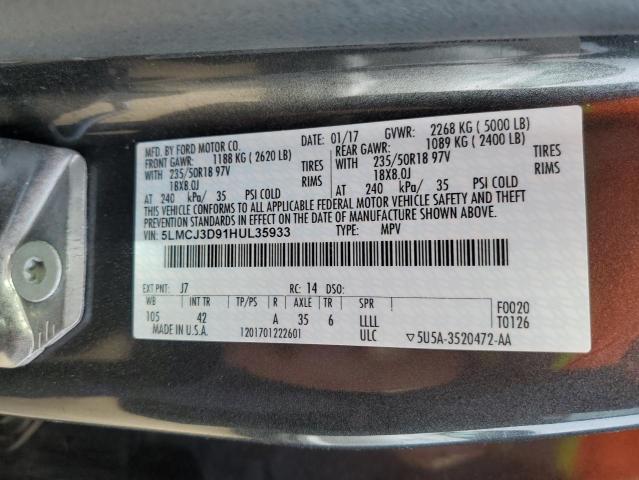 MFD. BY FORD MOTOR CO.
DATE: 01/17 GVWR: 2268 KG ( 5000 LB)
FRONT GAWR: 1188 KG ( 2620 LB) REAR GAWR: 1089 KG ( 2400 LB)
WITH 235/50R18 97V TIRES WITH 235/50R18 97V TIRES
18X8.0J RIMS 18X8.0J RIMS
AT 240 kPa/ 35 PSI COLD AT 240 kPa/ 35 PSI COLD
THIS VEHICLE CONFORMS TO ALL APPLICABLE FEDERAL MOTOR VEHICLE SAFETY AND THEFT
PREVENTION STANDARDS IN EFFECT ON THE DATE OF MANUFACTURE SHOWN ABOVE.
VIN: 5LMCJ3D91HUL35933 TYPE: MPV
EXT PNT: J7 RC: 14 DSO:
WB INT TR TP/PS R AXLE TR SPR
105 42 A 35 6 LLLL
F0020
T0126
MADE IN U.S.A. 1201701222601 ULC ▽5U5A-3520472-AA